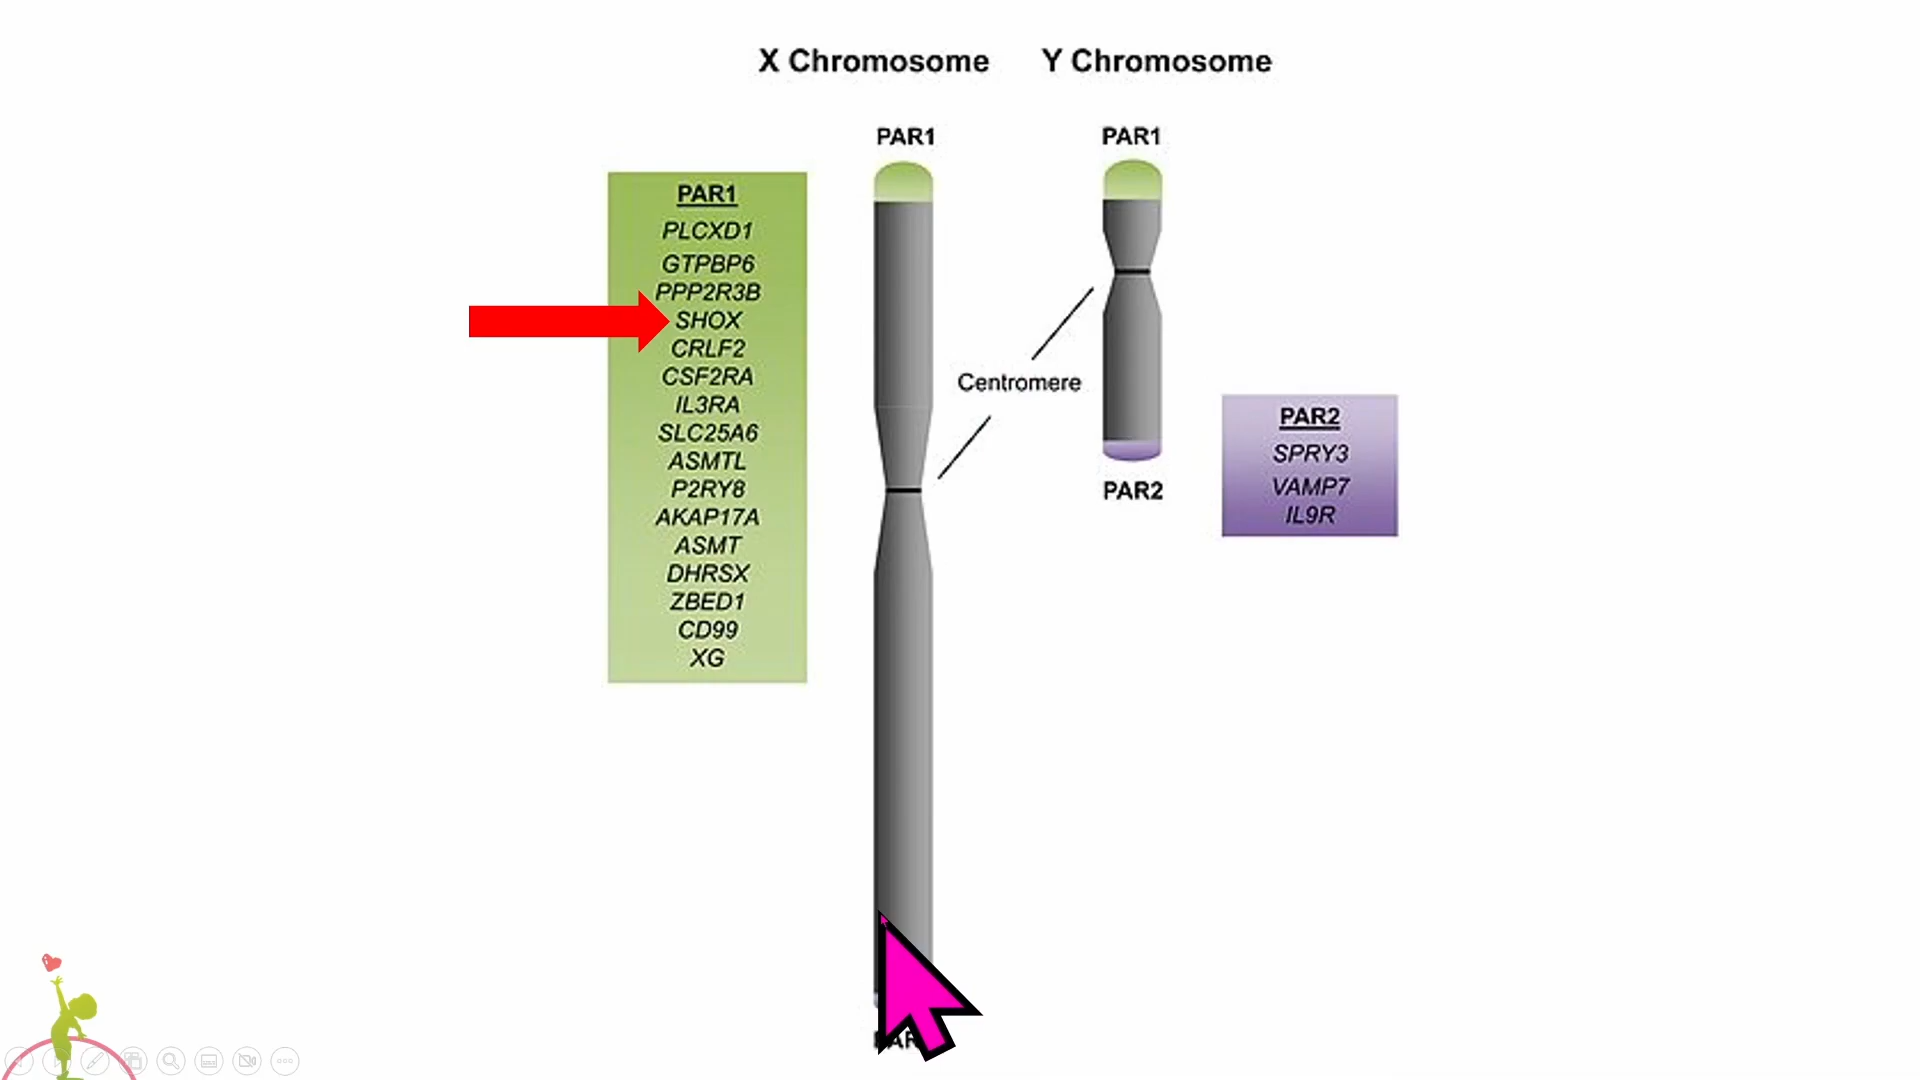 X Chromosome
Y Chromosome
PAR1
PAR1
PAR1
PLCXD1
GTPBP6
PPP2R3B
SHOX
CRLF2
CSF2RA
IL3RA
SLC25A6
ASMTL
P2RY8
AKAP17A
ASMT
DHRSX
ZBED1
CD99
XG
Centromere
PAR2
PAR2
SPRY3
VAMP7
IL9R